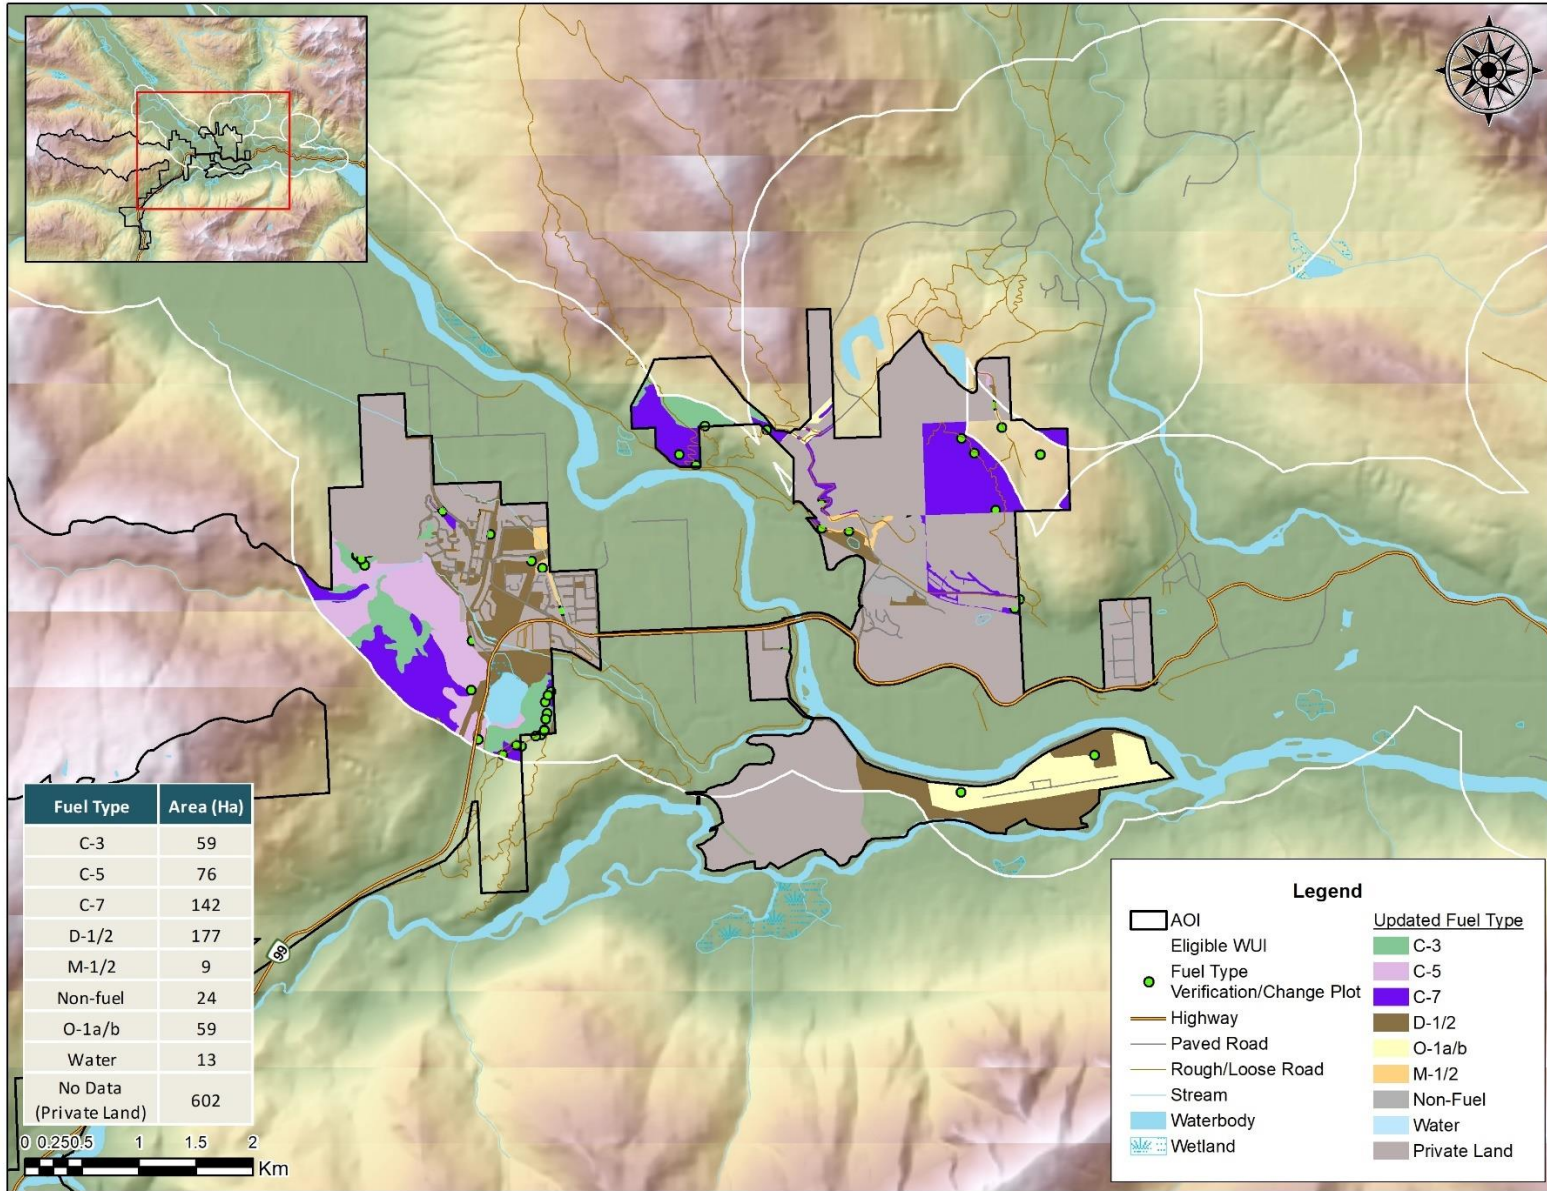 99
Fuel Type Area (Ha)
C-3 59
C-5 76
C-7 142
D-1/2 177
M-1/2 9
Non-fuel 24
O-1a/b 59
Water 13
No Data
(Private Land) 602
0 0.250.5 1 1.5 2
Km
Legend
AOI
Eligible WUI
Fuel Type
Verification/Change Plot
Highway
Paved Road
Rough/Loose Road
Stream
Waterbody
Wetland
Updated Fuel Type
C-3
C-5
C-7
D-1/2
O-1a/b
M-1/2
Non-Fuel
Water
Private Land